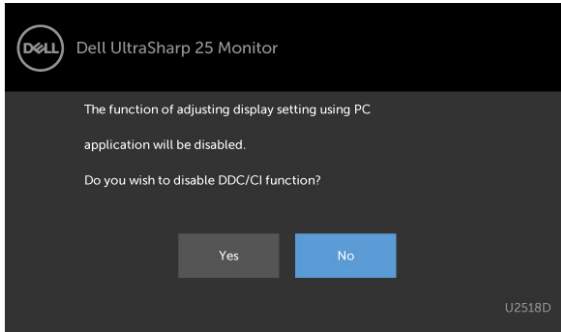 DELL
Dell UltraSharp 25 Monitor
The function of adjusting display setting using PC
application will be disabled.
Do you wish to disable DDC/CI function?
Yes
No
U2518D